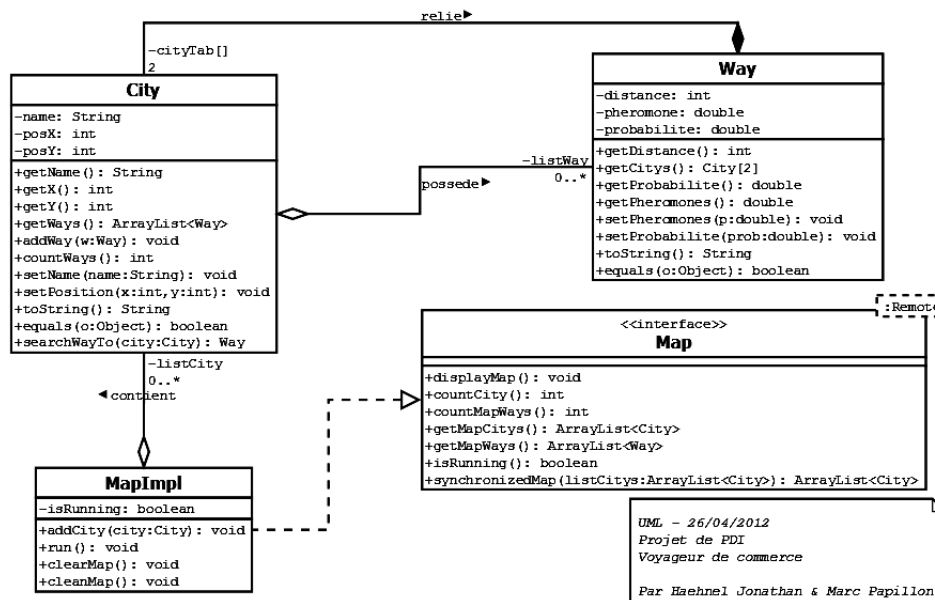 relie►
-cityTab[]
2
City
-name: String
-posX: int
-posY: int
+getName(): String
+getX(): int
+getY(): int
+getWays(): ArrayList<Way>
+addWay(w:Way): void
+countWays(): int
+setName(name:String): void
+setPosition(x:int,y:int): void
+toString(): String
+equals(o:Object): boolean
+searchWayTo(city:City): Way
-listWay
0..*
possede►
Way
-distance: int
-pheromone: double
-probabilite: double
+getDistance(): int
+getCitys(): City[2]
+getProbabilite(): double
+getPheromones(): double
+setPheromones(p:double): void
+setProbabilite(prob:double): void
+toString(): String
+equals(o:Object): boolean
-listCity
0..*
◄contient
:Remote
<<interface>>
Map
+displayMap(): void
+countCity(): int
+countMapWays(): int
+getMapCitys(): ArrayList<City>
+getMapWays(): ArrayList<Way>
+isRunning(): boolean
+synchronizedMap(listCitys:ArrayList<City>): ArrayList<City>
MapImpl
-isRunning: boolean
+addCity(city:City): void
+run(): void
+clearMap(): void
+cleanMap(): void
UML - 26/04/2012
Projet de PDI
Voyageur de commerce
Par Haehnel Jonathan & Marc Papillon